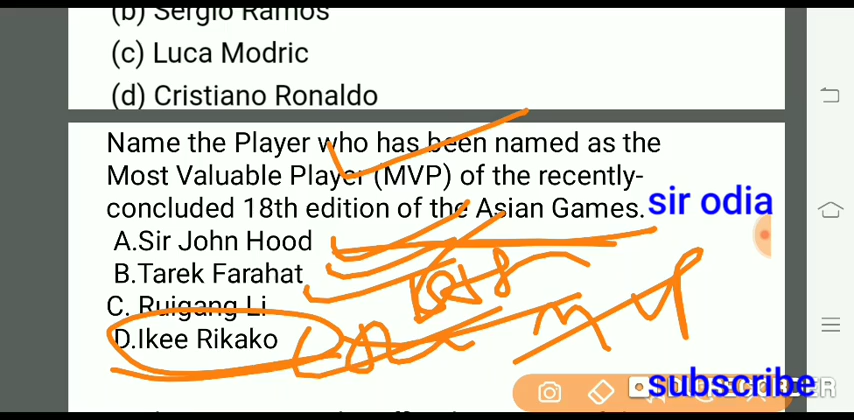 (b) Sergio Ramos
(c) Luca Modric
(d) Cristiano Ronaldo
Name the Player who has been named as the
Most Valuable Player (MVP) of the recently-
concluded 18th edition of the Asian Games.
sir odia
A.Sir John Hood
B.Tarek Farahat
C. Ruigang Li
D.Ikee Rikako
subscribe